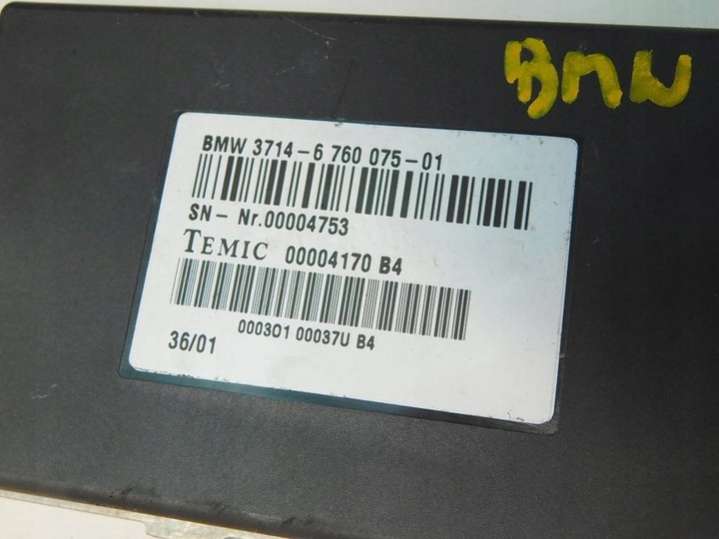 BMW
BMW 3714-6 760 075-01
SN- Nr.00004753
TEMIC 00004170 B4
000301 00037U B4
36/01